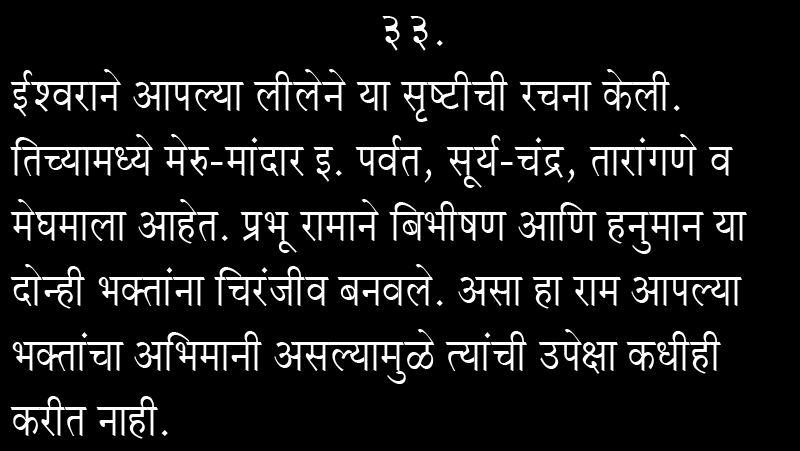 ३३.
ईश्वराने आपल्या लीलेने या सृष्टीची रचना केली.
तिच्यामध्ये मेरु-मांदार इ. पर्वत, सूर्य-चंद्र, तारांगणे व
मेघमाला आहेत. प्रभू रामाने बिभीषण आणि हनुमान या
दोन्ही भक्तांना चिरंजीव बनवले. असा हा राम आपल्या
भक्तांचा अभिमानी असल्यामुळे त्यांची उपेक्षा कधीही
करीत नाही.